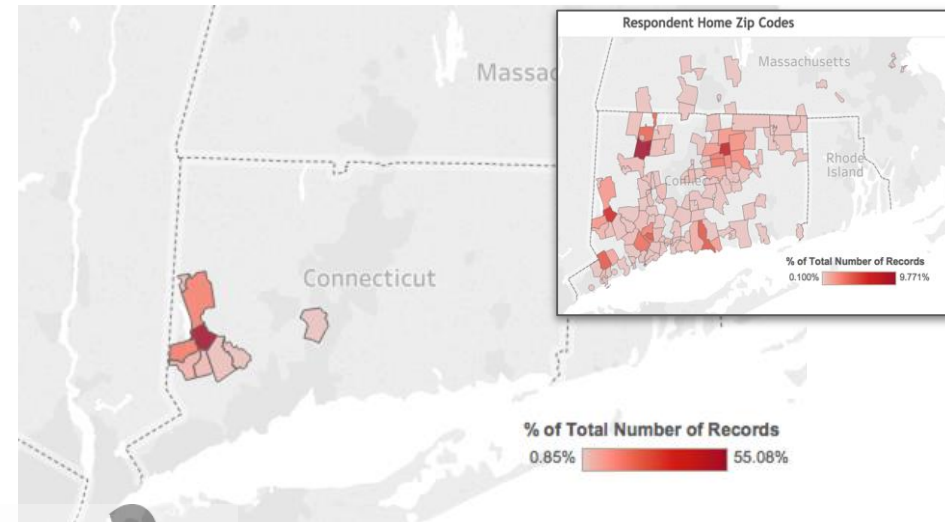 Massac
Connecticut
% of Total Number of Records
0.85% 55.08%
Respondent Home Zip Codes
Massachusetts
Rhode
Island
Connec
% of Total Number of Records
0.100% 9.771%